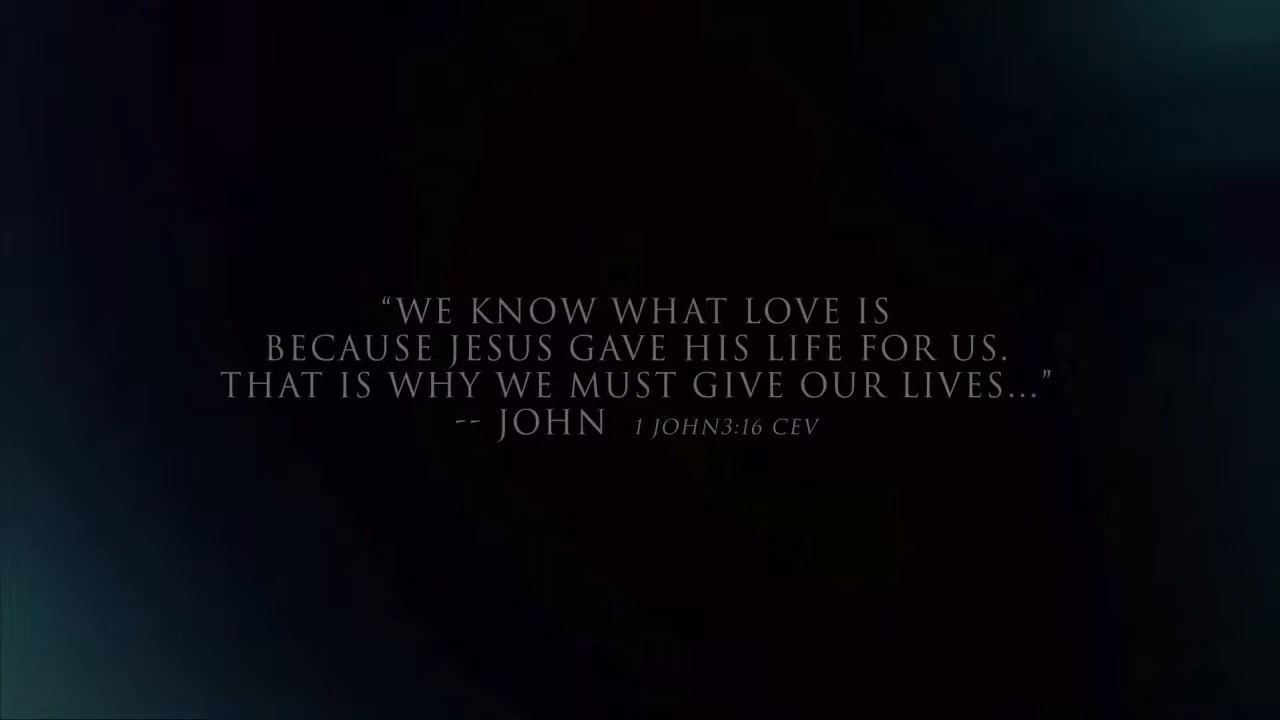 “WE KNOW WHAT LOVE IS
BECAUSE JESUS GAVE HIS LIFE FOR US.
THAT IS WHY WE MUST GIVE OUR LIVES...”
-- JOHN 1 JOHN3:16 CEV